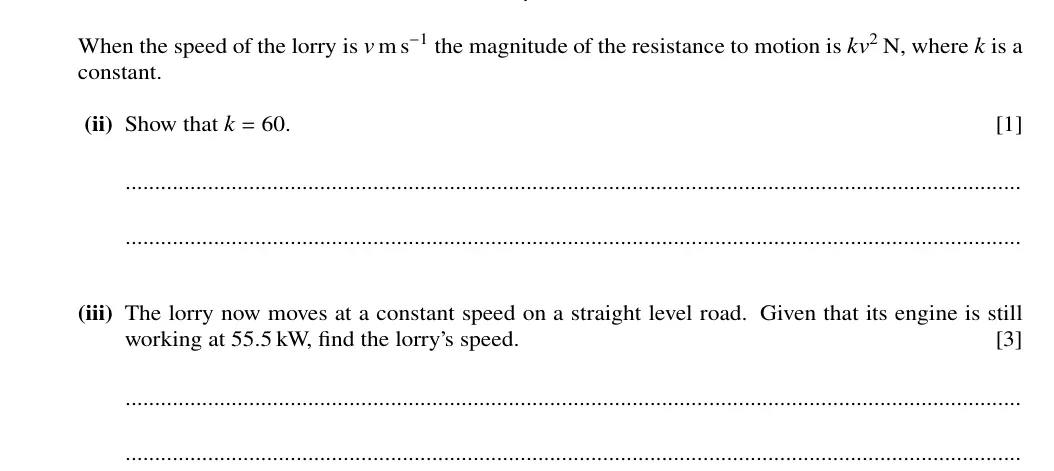 When the speed of the lorry is v m s⁻¹ the magnitude of the resistance to motion is kv² N, where k is a
constant.
(ii) Show that k = 60. [1]
(iii) The lorry now moves at a constant speed on a straight level road. Given that its engine is still
working at 55.5 kW, find the lorry's speed. [3]